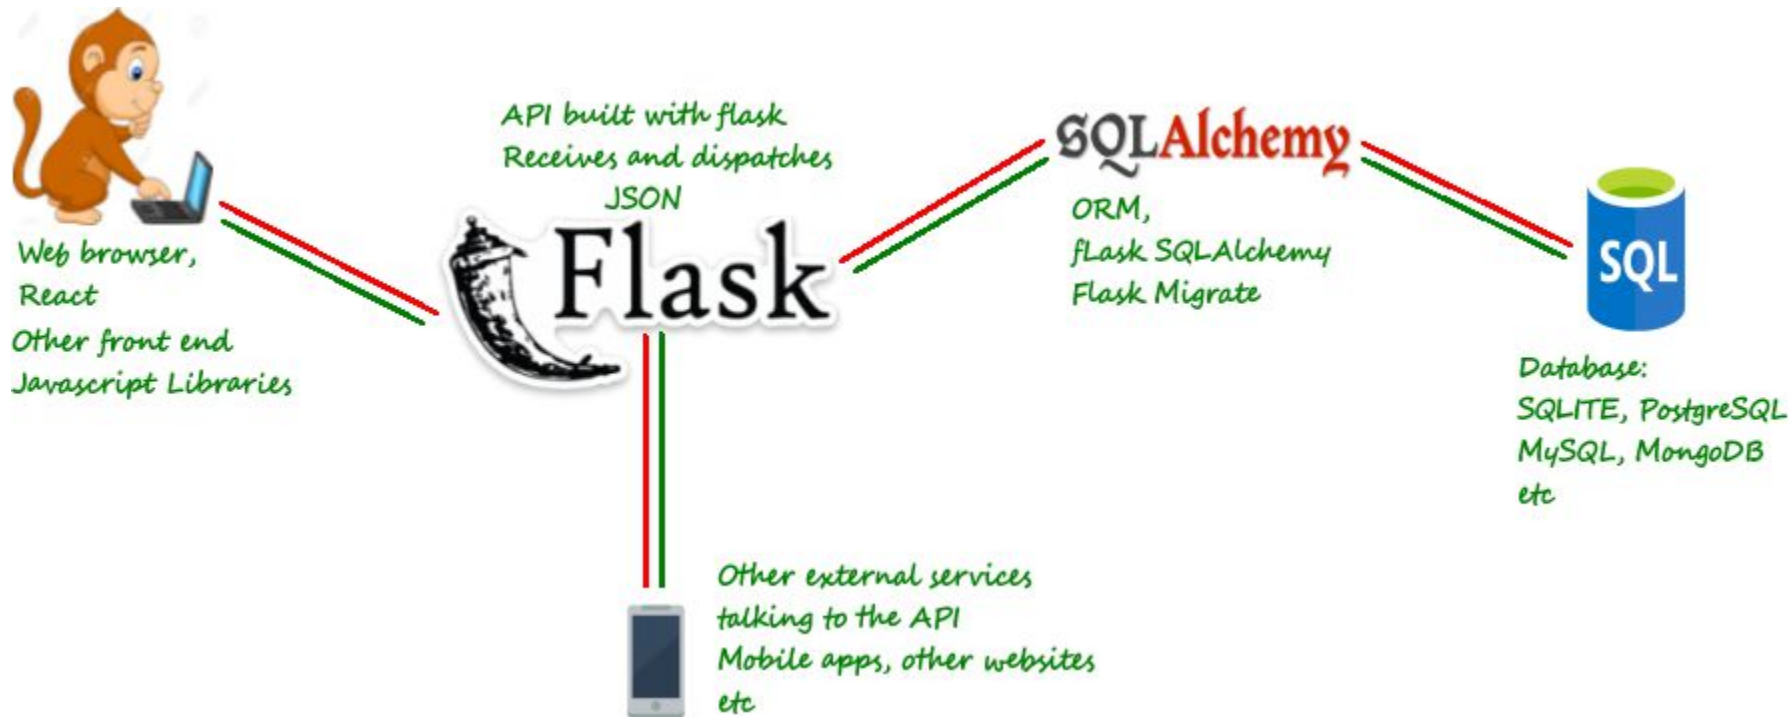 API built with flask
Receives and dispatches
JSON
Flask
SQLAlchemy
ORM,
fLask SQLAlchemy
Flask Migrate
SQL
Web browser,
React
Other front end
Javascript Libraries
Database:
SQLITE, PostgreSQL
MySQL, MongoDB
etc
Other external services
talking to the API
Mobile apps, other websites
etc